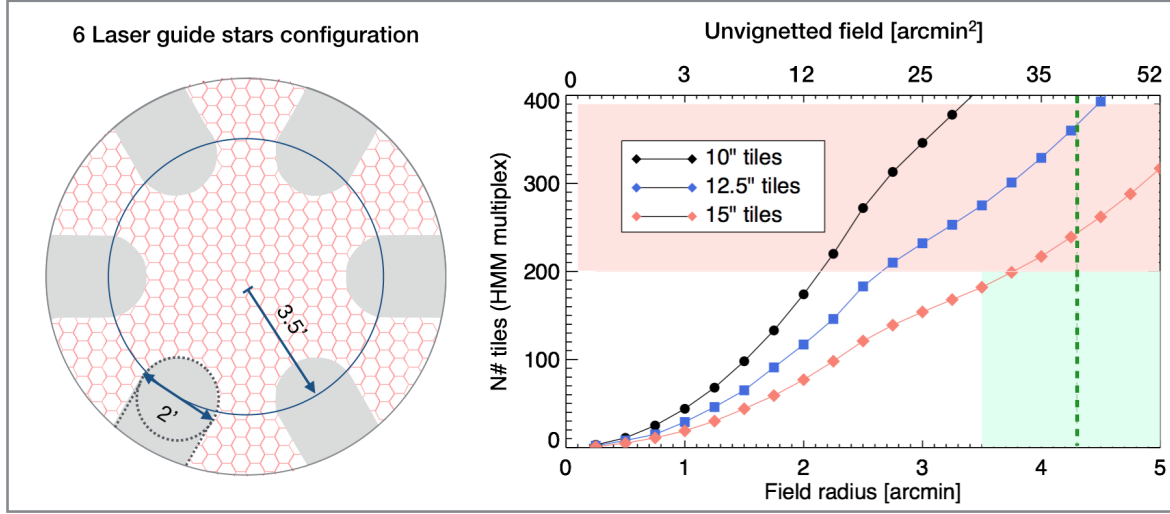 6 Laser guide stars configuration
3.5’
2’
Unvignetted field [arcmin²]
0 3 12 25 35 52
N# tiles (HMM multiplex)
400
300
200
100
0
10" tiles
12.5" tiles
15" tiles
0 1 2 3 4 5
Field radius [arcmin]